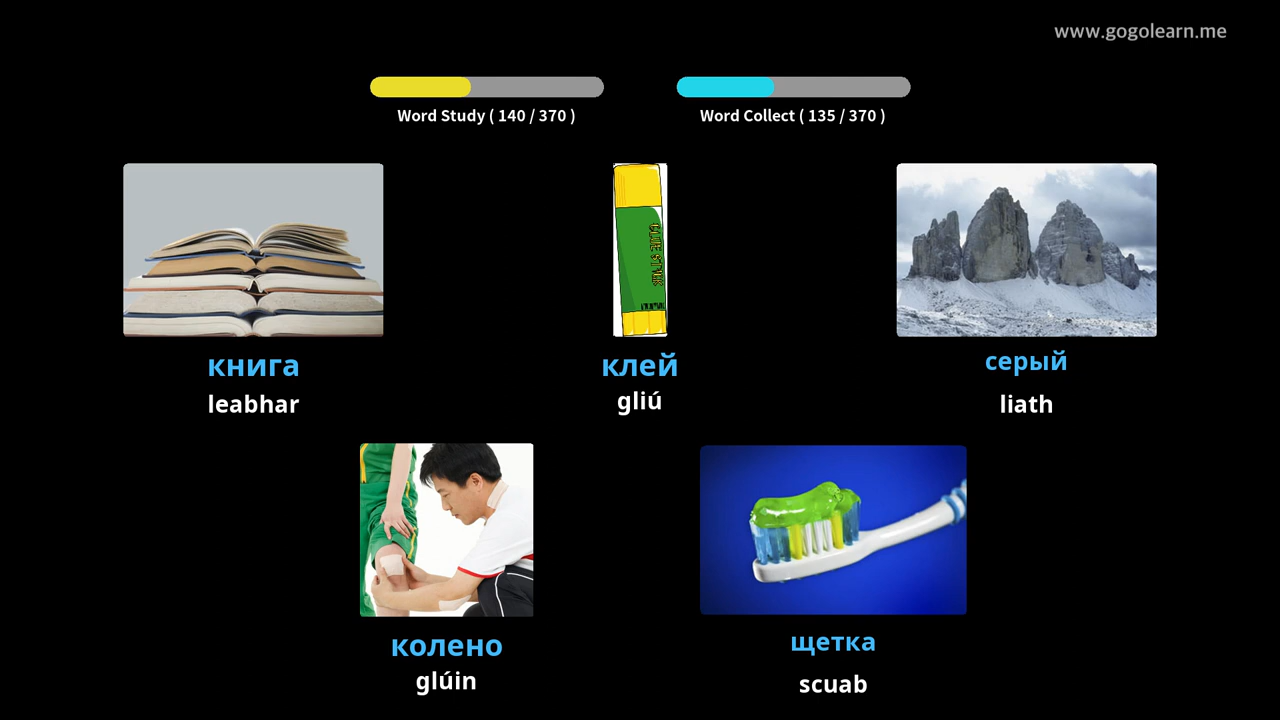 www.gogolearn.me
Word Study ( 140 / 370 )
Word Collect ( 135 / 370 )
книга
leabhar
клей
gliú
серый
liath
колено
glúin
щетка
scuab